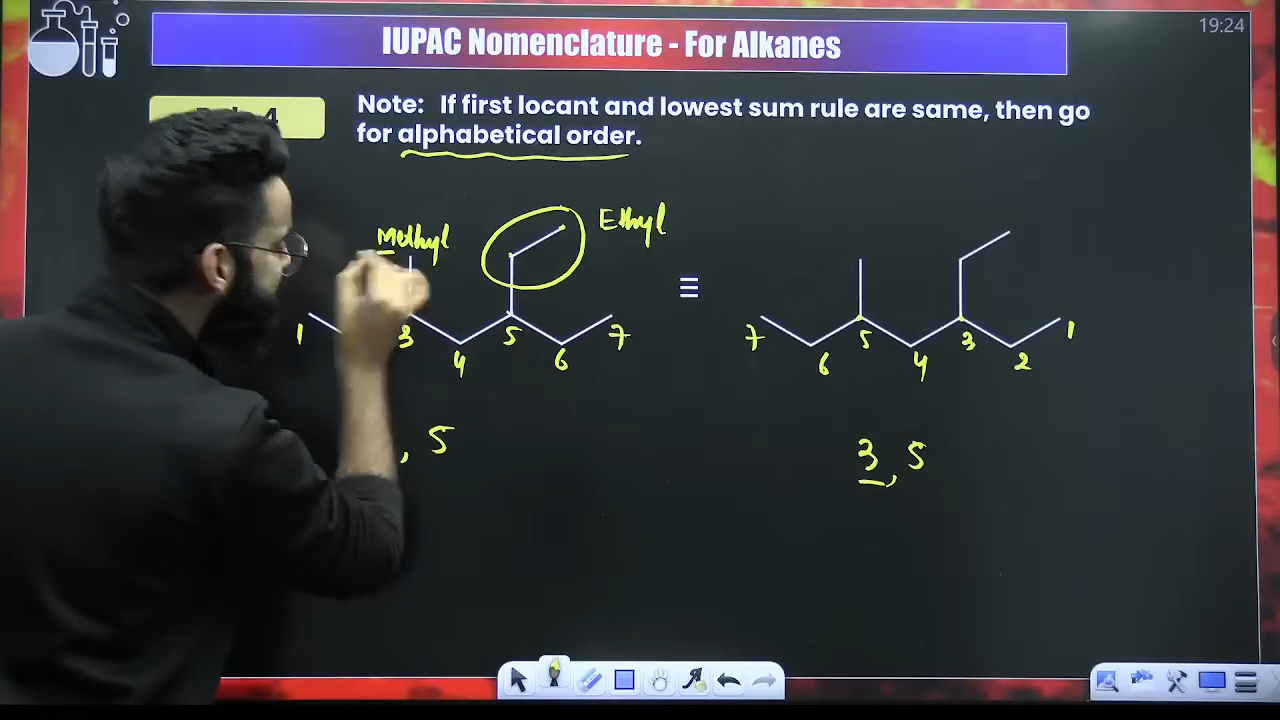 19:24
IUPAC Nomenclature - For Alkanes
4
Note: If first locant and lowest sum rule are same, then go
for alphabetical order.
Methyl
Ethyl
≡
1 3 4 5 6 7
7 6 5 4 3 2 1
, 5
3, 5